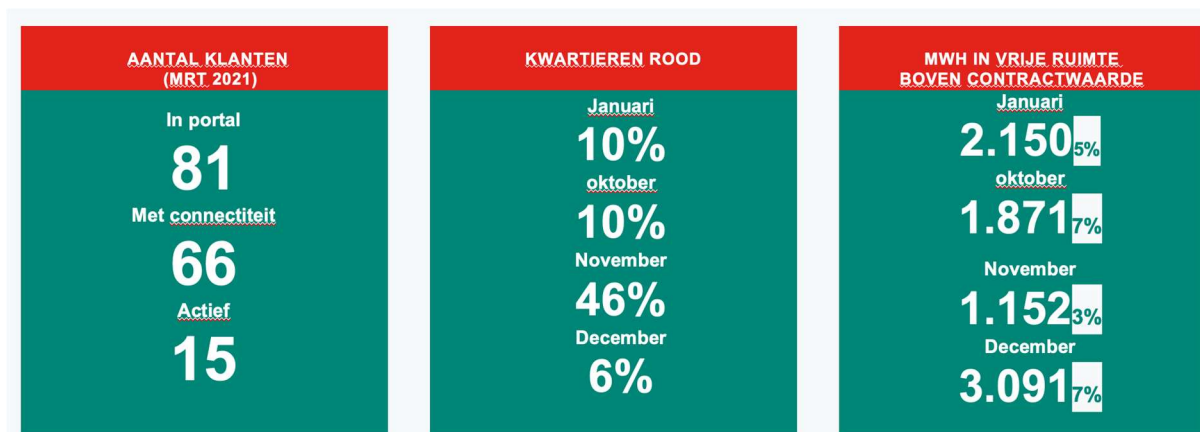 AANTAL KLANTEN
(MRT 2021)
In portal
81
Met connectiteit
66
Actief
15
KWARTIEREN ROOD
Januari
10%
oktober
10%
November
46%
December
6%
MWH IN VRIJE RUIMTE
BOVEN CONTRACTWAARDE
Januari
2.150 5%
oktober
1.871 7%
November
1.152 3%
December
3.091 7%